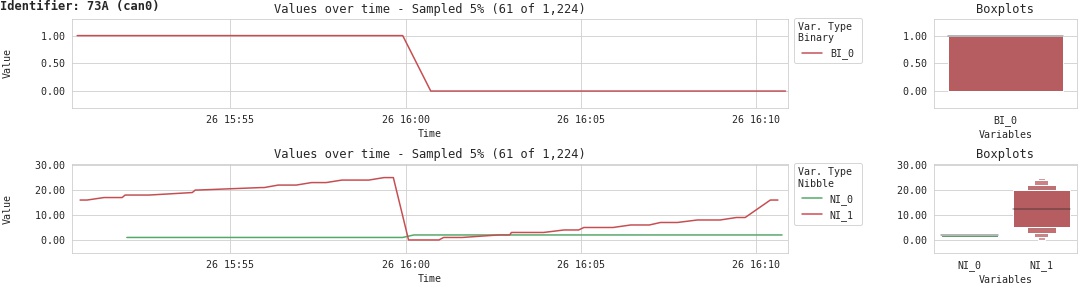 Identifier: 73A (can0)
Values over time - Sampled 5% (61 of 1,224)
Boxplots
Value
1.00
0.50
0.00
26 15:55
26 16:00
26 16:05
26 16:10
Time
Var. Type
Binary
BI_0
1.00
0.50
0.00
BI_0
Variables
Values over time - Sampled 5% (61 of 1,224)
Boxplots
Value
30.00
20.00
10.00
0.00
26 15:55
26 16:00
26 16:05
26 16:10
Time
Var. Type
Nibble
NI_0
NI_1
30.00
20.00
10.00
0.00
NI_0
NI_1
Variables